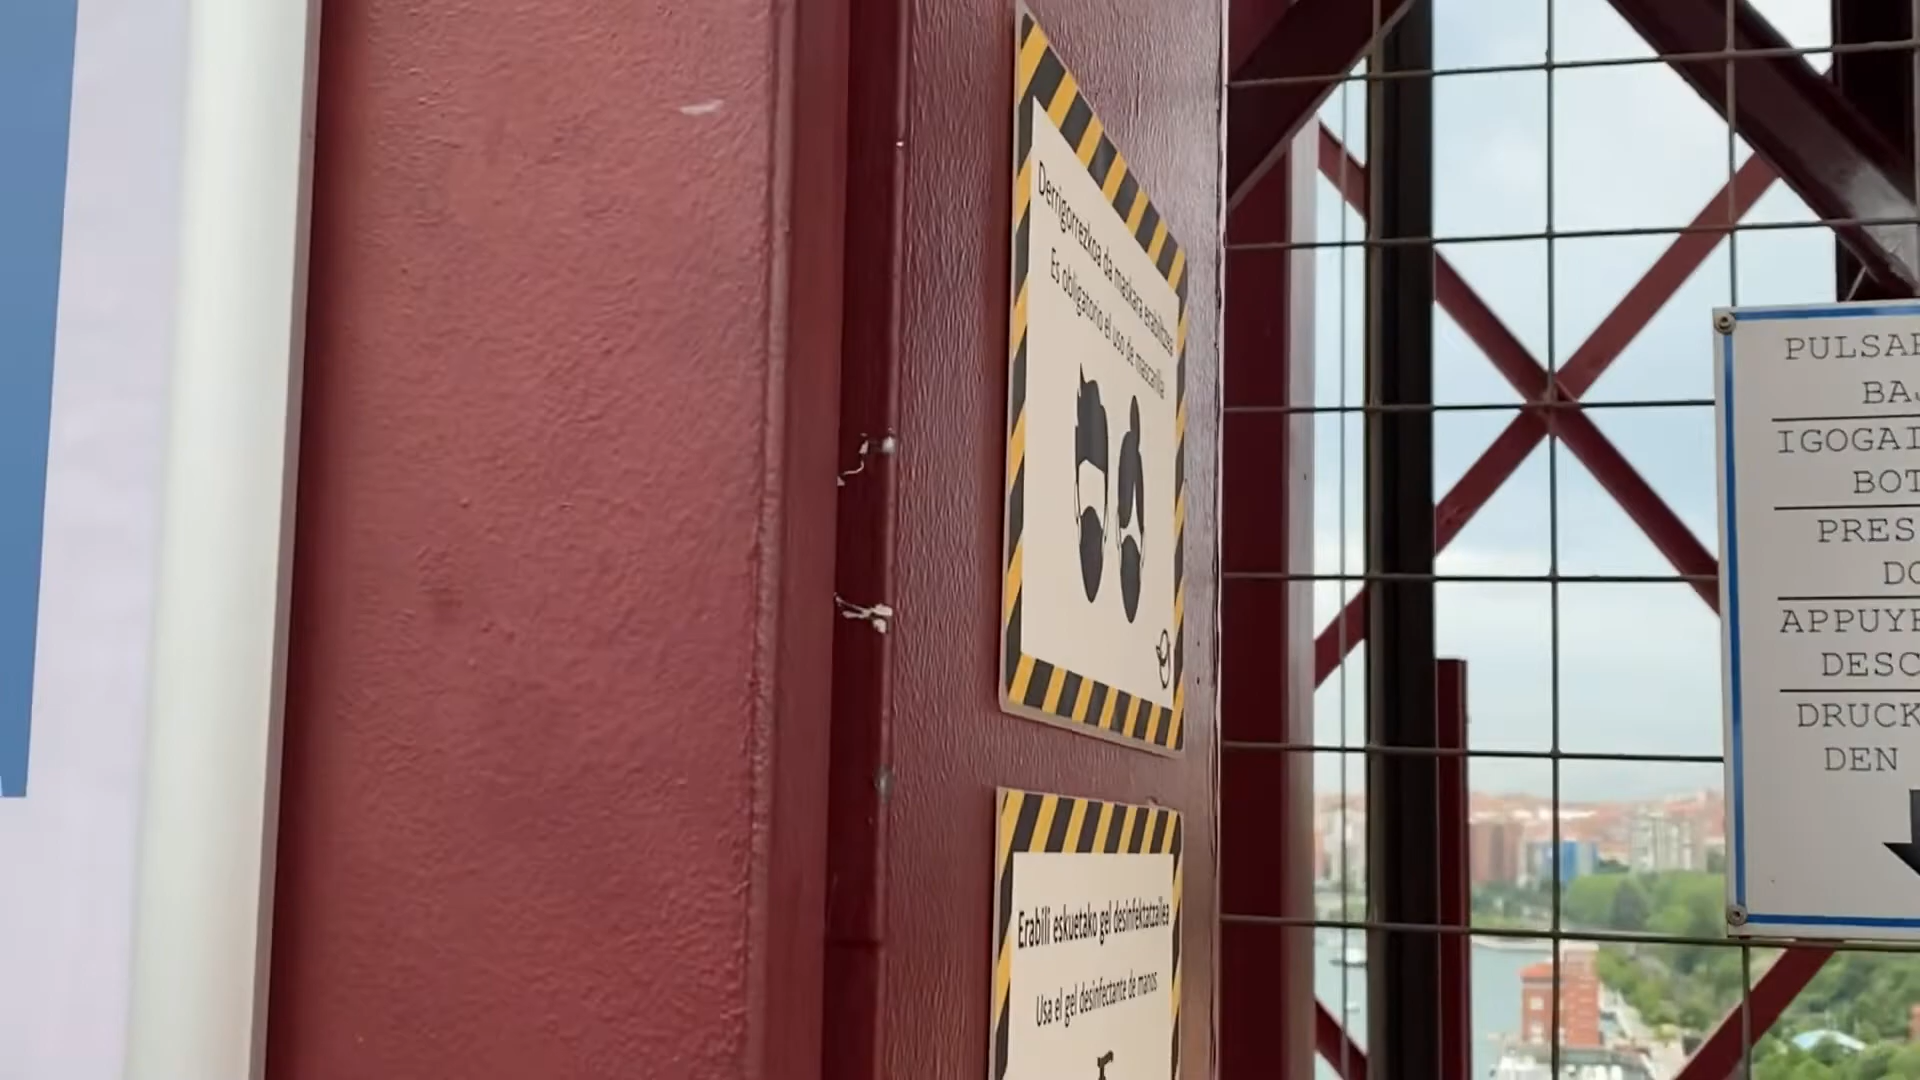 Derrigorrezkoa da maskara erabiltzea
Es obligatorio el uso de mascarilla
Erabili eskuetako gel desinfektatzailea
Usa el gel desinfectante de manos
PULSAR
BAJ
IGOGAI
BOT
PRES
DO
APPUYE
DESC
DRUCK
DEN